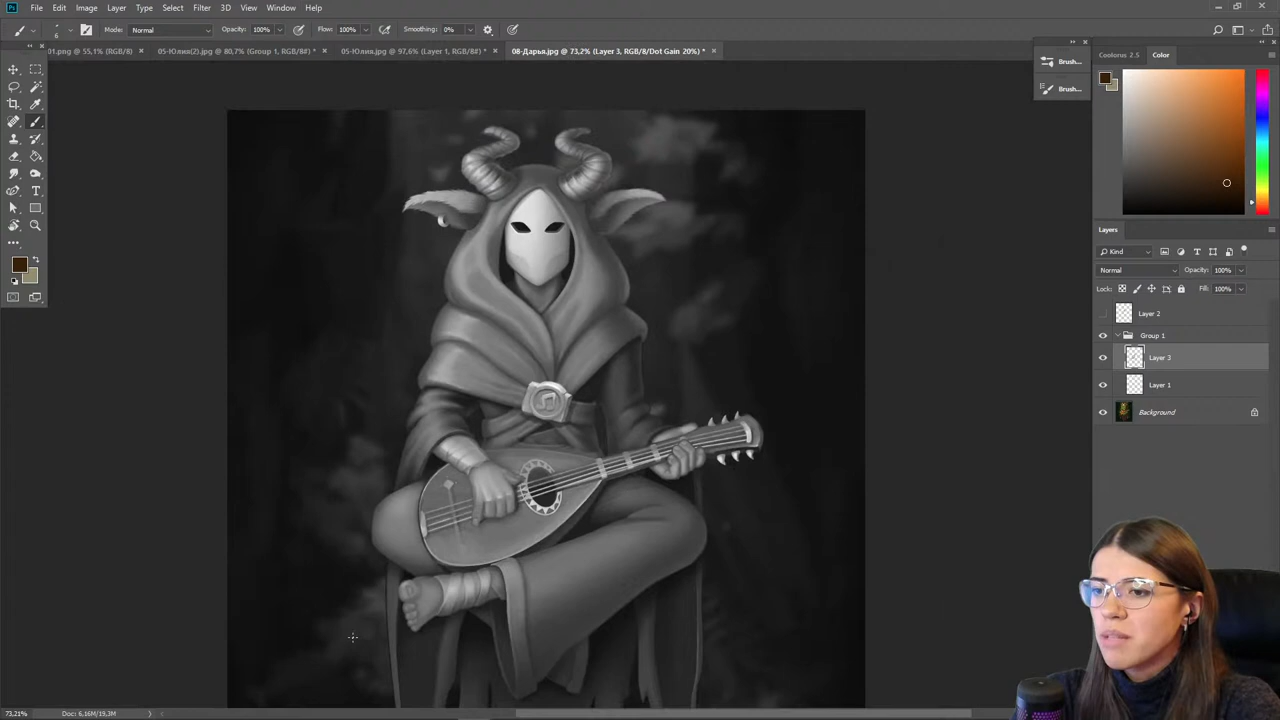 Ps File Edit Image Layer Type Select Filter 3D View Window Help
6 Mode: Normal Opacity: 100% Flow: 100% Smoothing: 0%
01.png @ 55,1% (RGB/8) × 05-Юлия(2).jpg @ 80,7% (Group 1, RGB/8#) * × 05-Юлия.jpg @ 97,6% (Layer 1, RGB/8#) * × 08-Дарья.jpg @ 73,2% (Layer 3, RGB/8/Dot Gain 20%) * ×
Brush...
Brush...
Coolorus 2.5 Color
Layers
Kind
Normal Opacity: 100%
Lock: Fill: 100%
Layer 2
Group 1
Layer 3
Layer 1
Background
73,21% Doc: 6,16M/19,3M